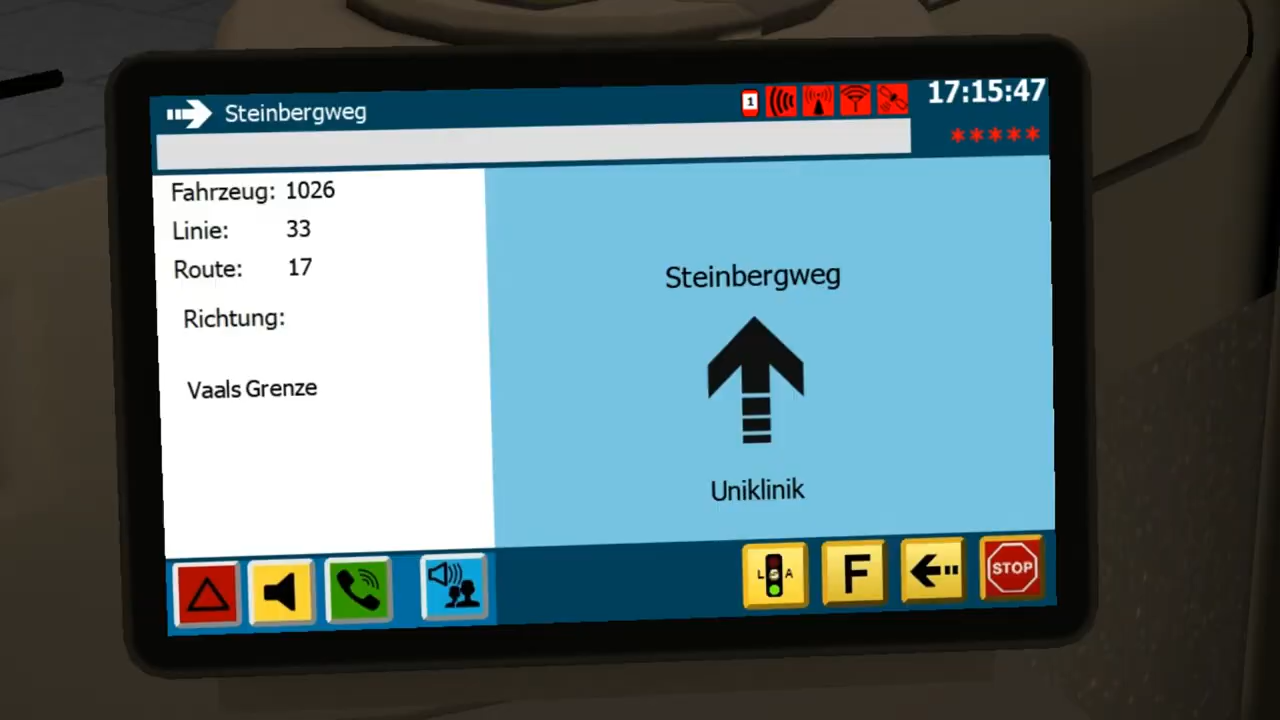 Steinbergweg
1
17:15:47
*****
Fahrzeug: 1026
Linie: 33
Route: 17
Richtung:
Vaals Grenze
Steinbergweg
Uniklinik
LSA
F
STOP